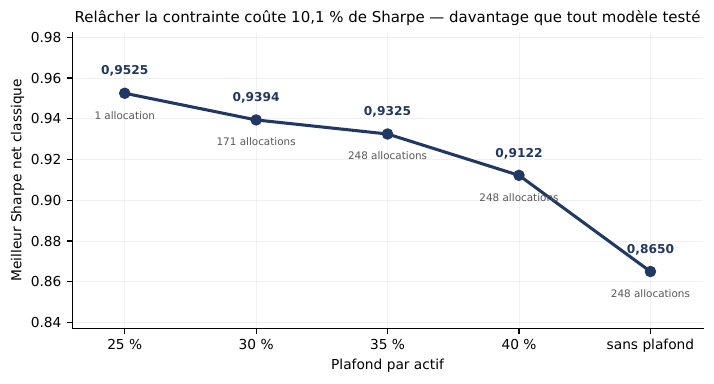 Relâcher la contrainte coûte 10,1 % de Sharpe — davantage que tout modèle testé
Meilleur Sharpe net classique
0.98
0.96
0.94
0.92
0.90
0.88
0.86
0.84
0,9525
1 allocation
0,9394
171 allocations
0,9325
248 allocations
0,9122
248 allocations
0,8650
248 allocations
25 %
30 %
35 %
40 %
sans plafond
Plafond par actif